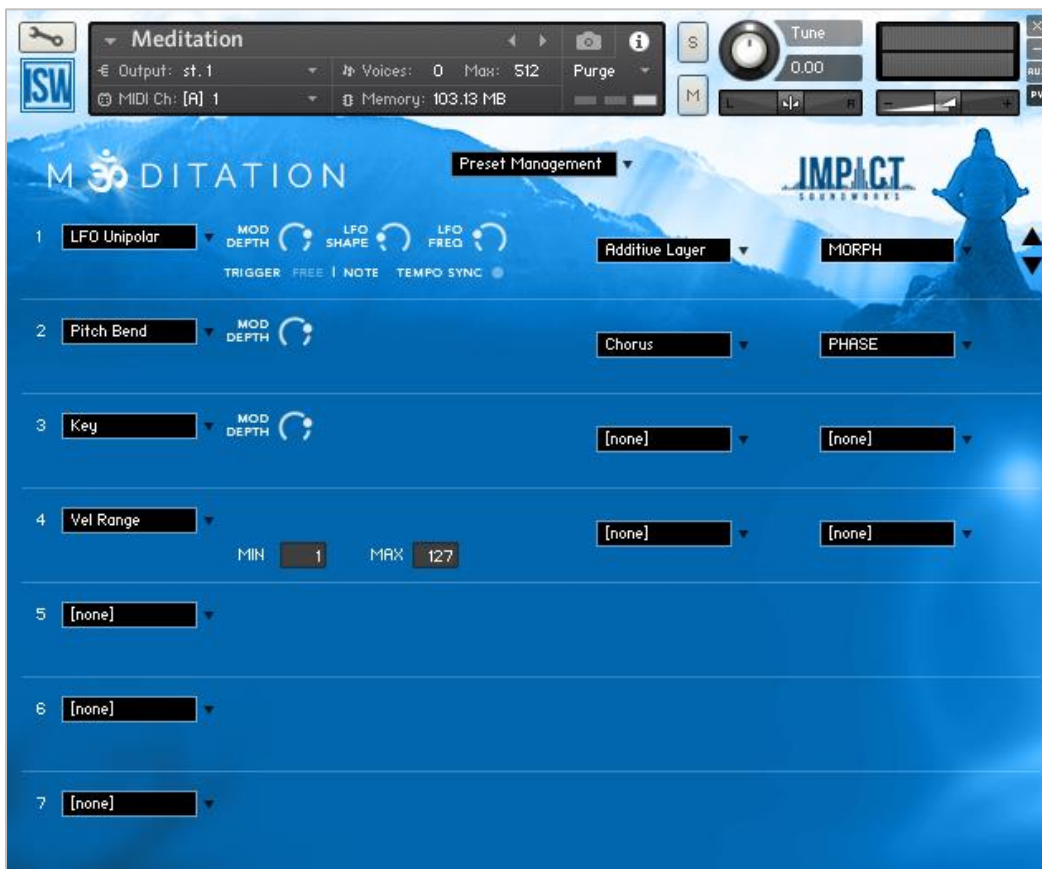 Meditation
S
Tune
ISW
Output: st. 1
Voices: 0 Max: 512
Purge
0.00
MIDI Ch: [A] 1
Memory: 103.13 MB
M
L R
- +
MॐDITATION
Preset Management
IMPACT
SOUNDWORKS
1 LFO Unipolar MOD DEPTH LFO SHAPE LFO FREQ Additive Layer MORPH
TRIGGER FREE | NOTE TEMPO SYNC
2 Pitch Bend MOD DEPTH Chorus PHASE
3 Key MOD DEPTH [none] [none]
4 Vel Range [none] [none]
MIN 1 MAX 127
5 [none]
6 [none]
7 [none]